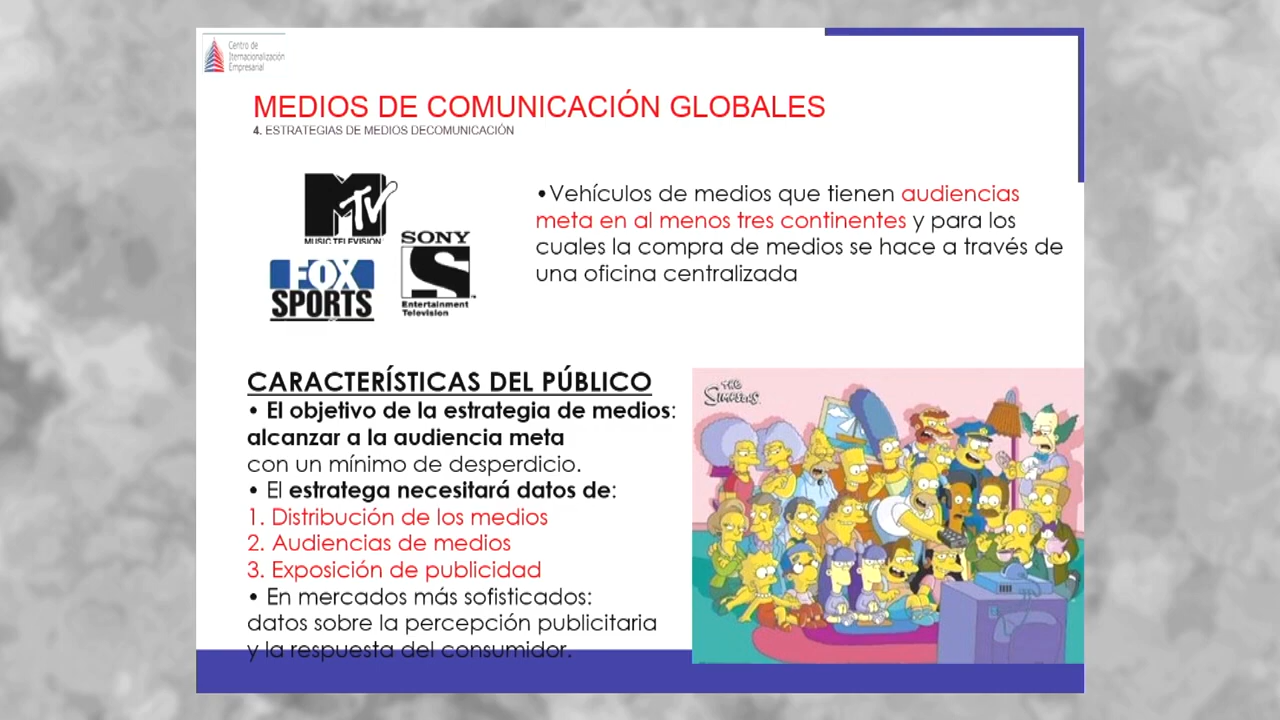 Centro de
Iternacionalización
Empresarial
MEDIOS DE COMUNICACIÓN GLOBALES
4. ESTRATEGIAS DE MEDIOS DECOMUNICACIÓN
MTV
MUSIC TELEVISION
SONY
FOX
SPORTS
S
Entertainment
Television
•Vehículos de medios que tienen audiencias
meta en al menos tres continentes y para los
cuales la compra de medios se hace a través de
una oficina centralizada
CARACTERÍSTICAS DEL PÚBLICO
• El objetivo de la estrategia de medios:
alcanzar a la audiencia meta
con un mínimo de desperdicio.
• El estratega necesitará datos de:
1. Distribución de los medios
2. Audiencias de medios
3. Exposición de publicidad
• En mercados más sofisticados:
datos sobre la percepción publicitaria
y la respuesta del consumidor.
THE
SIMPSONS